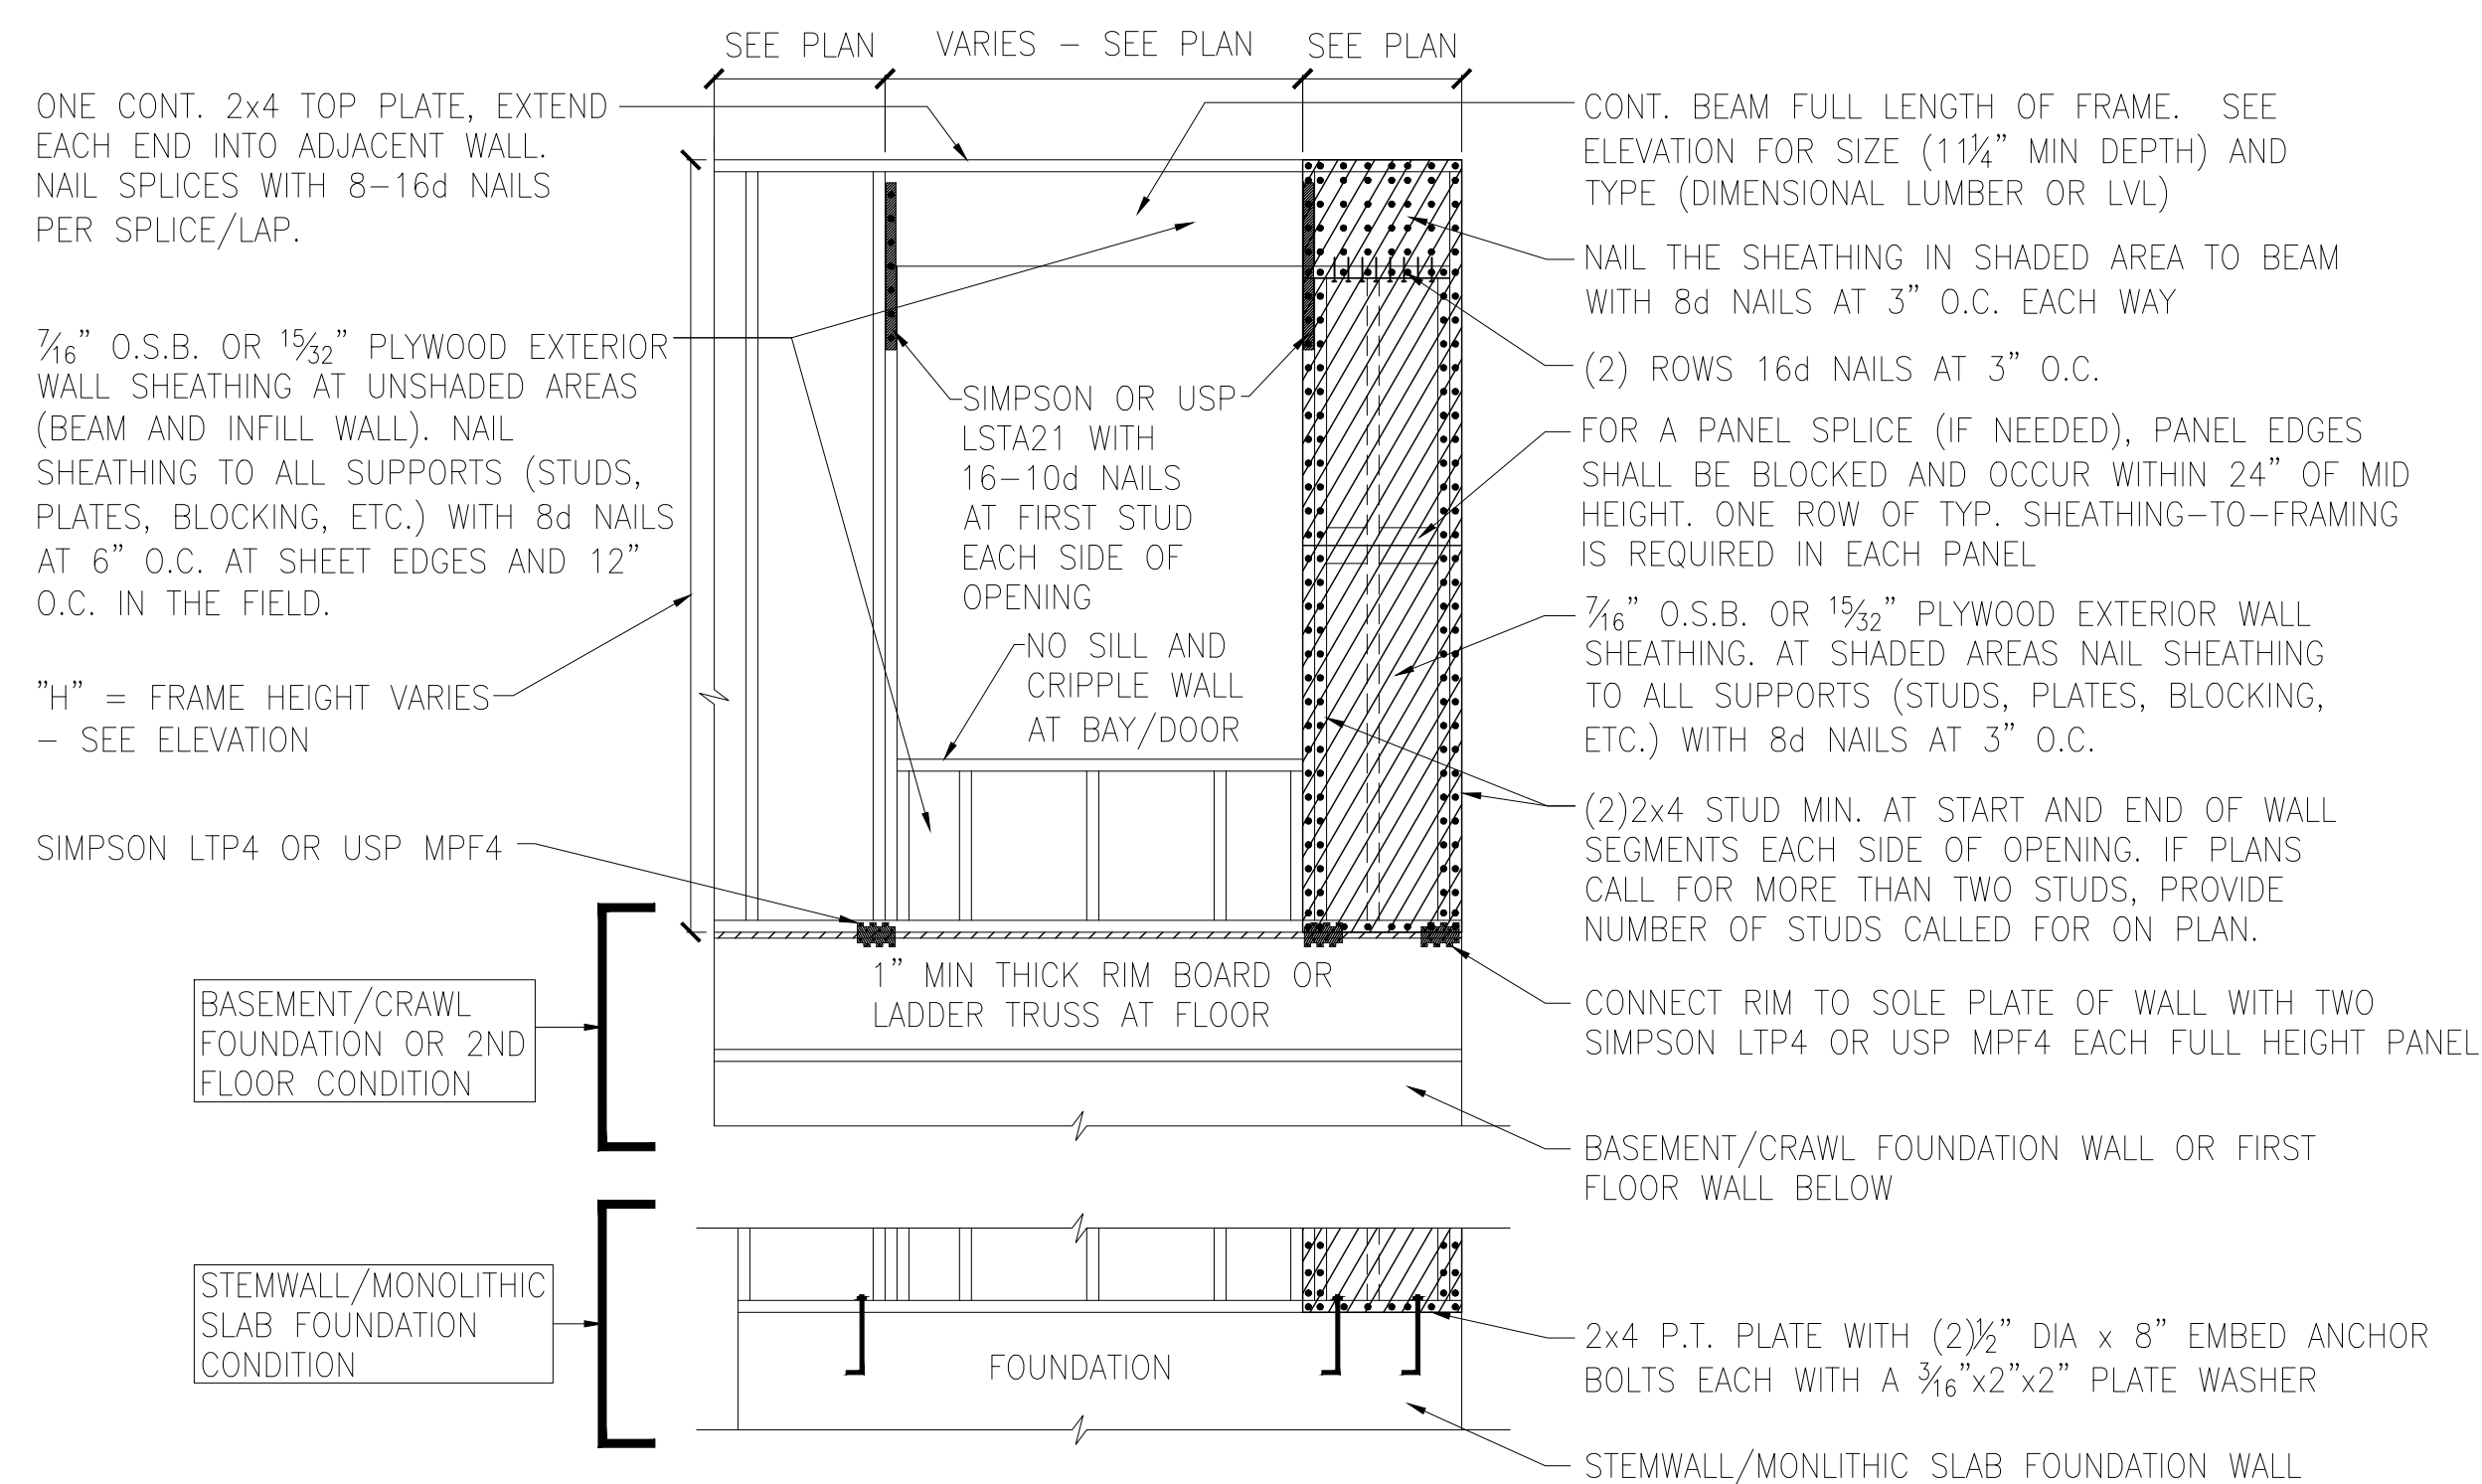 SEE PLAN
VARIES – SEE PLAN
SEE PLAN
ONE CONT. 2x4 TOP PLATE, EXTEND
EACH END INTO ADJACENT WALL.
NAIL SPLICES WITH 8–16d NAILS
PER SPLICE/LAP.
7/16" O.S.B. OR 15/32" PLYWOOD EXTERIOR
WALL SHEATHING AT UNSHADED AREAS
(BEAM AND INFILL WALL). NAIL
SHEATHING TO ALL SUPPORTS (STUDS,
PLATES, BLOCKING, ETC.) WITH 8d NAILS
AT 6" O.C. AT SHEET EDGES AND 12"
O.C. IN THE FIELD.
"H" = FRAME HEIGHT VARIES
– SEE ELEVATION
SIMPSON LTP4 OR USP MPF4
BASEMENT/CRAWL
FOUNDATION OR 2ND
FLOOR CONDITION
STEMWALL/MONOLITHIC
SLAB FOUNDATION
CONDITION
SIMPSON OR USP
LSTA21 WITH
16–10d NAILS
AT FIRST STUD
EACH SIDE OF
OPENING
NO SILL AND
CRIPPLE WALL
AT BAY/DOOR
1" MIN THICK RIM BOARD OR
LADDER TRUSS AT FLOOR
FOUNDATION
CONT. BEAM FULL LENGTH OF FRAME. SEE
ELEVATION FOR SIZE (11 1/4" MIN DEPTH) AND
TYPE (DIMENSIONAL LUMBER OR LVL)
NAIL THE SHEATHING IN SHADED AREA TO BEAM
WITH 8d NAILS AT 3" O.C. EACH WAY
(2) ROWS 16d NAILS AT 3" O.C.
FOR A PANEL SPLICE (IF NEEDED), PANEL EDGES
SHALL BE BLOCKED AND OCCUR WITHIN 24" OF MID
HEIGHT. ONE ROW OF TYP. SHEATHING–TO–FRAMING
IS REQUIRED IN EACH PANEL
7/16" O.S.B. OR 15/32" PLYWOOD EXTERIOR WALL
SHEATHING. AT SHADED AREAS NAIL SHEATHING
TO ALL SUPPORTS (STUDS, PLATES, BLOCKING,
ETC.) WITH 8d NAILS AT 3" O.C.
(2)2x4 STUD MIN. AT START AND END OF WALL
SEGMENTS EACH SIDE OF OPENING. IF PLANS
CALL FOR MORE THAN TWO STUDS, PROVIDE
NUMBER OF STUDS CALLED FOR ON PLAN.
CONNECT RIM TO SOLE PLATE OF WALL WITH TWO
SIMPSON LTP4 OR USP MPF4 EACH FULL HEIGHT PANEL
BASEMENT/CRAWL FOUNDATION WALL OR FIRST
FLOOR WALL BELOW
2x4 P.T. PLATE WITH (2)1/2" DIA x 8" EMBED ANCHOR
BOLTS EACH WITH A 3/16"x2"x2" PLATE WASHER
STEMWALL/MONLITHIC SLAB FOUNDATION WALL